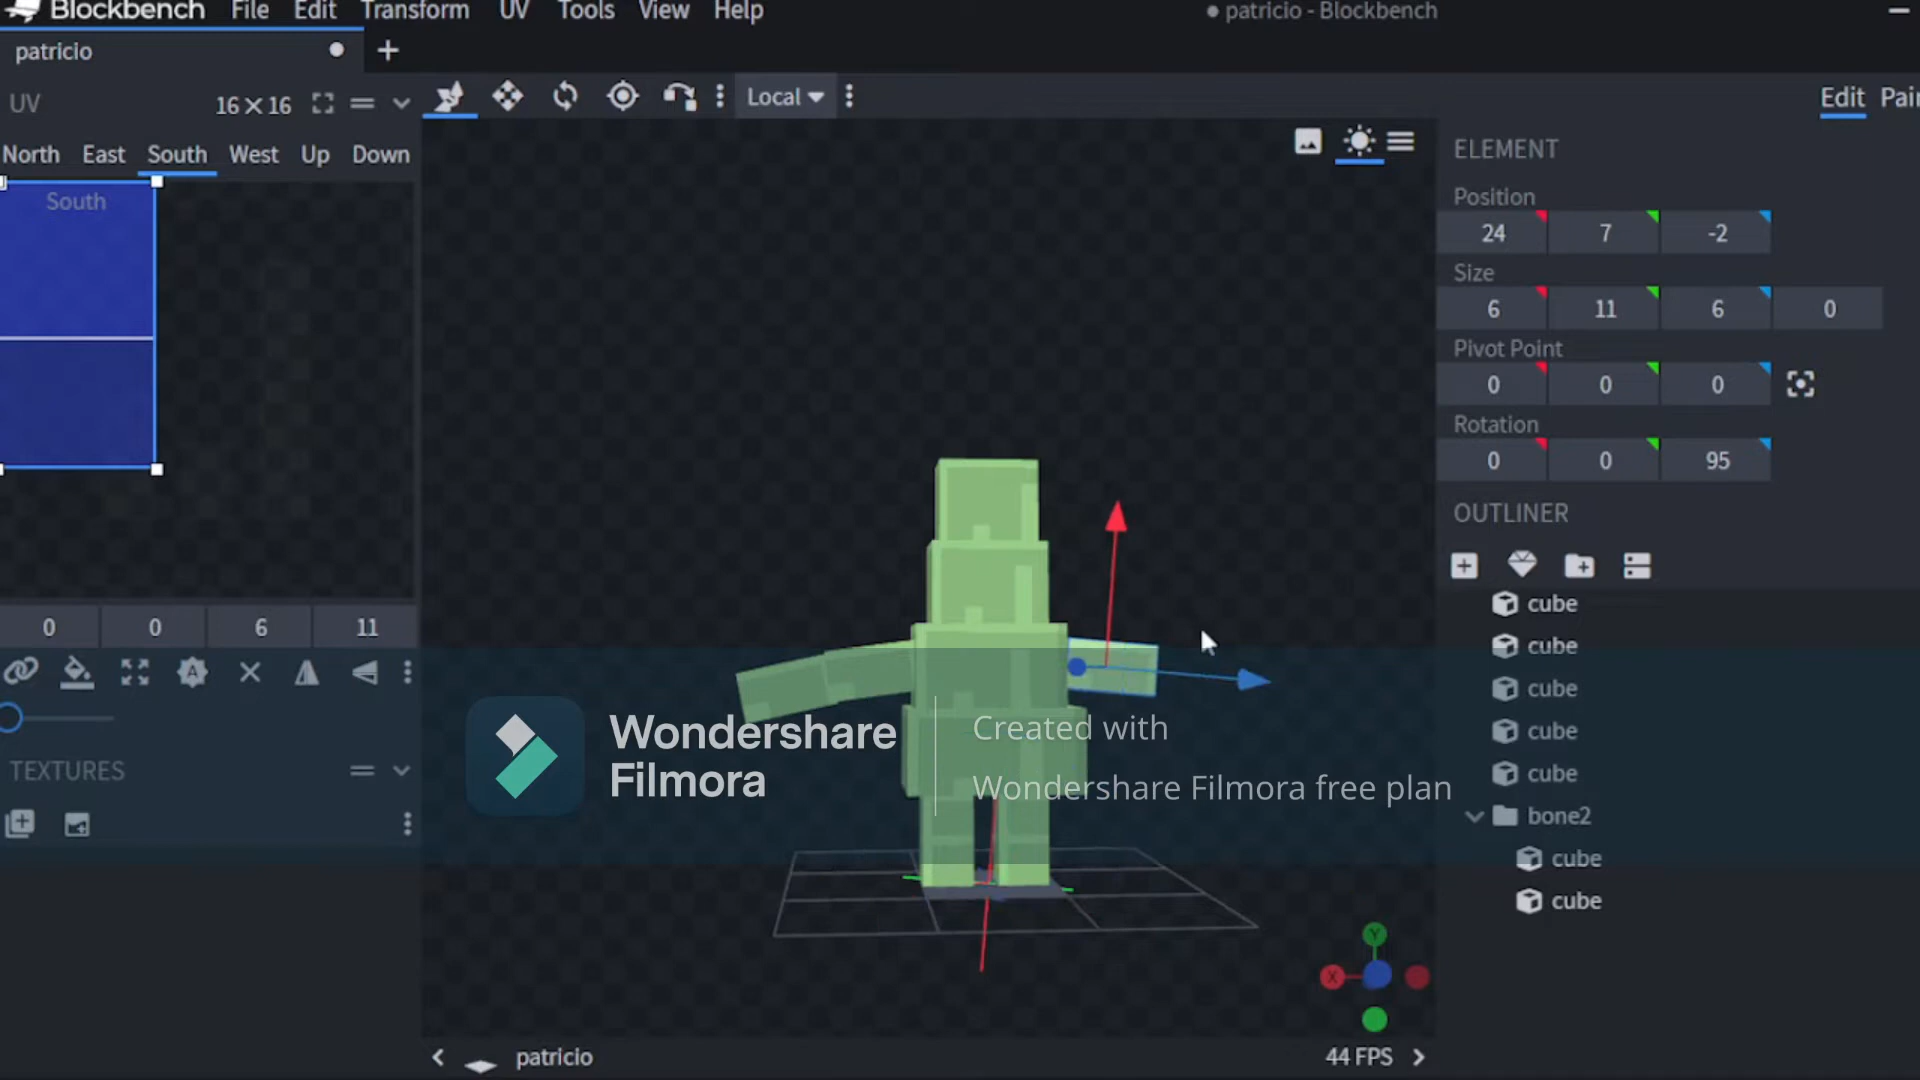 Blockbench File Edit Transform UV Tools View Help
patricio - Blockbench
patricio
UV 16×16
Local
Edit
North East South West Up Down
South
ELEMENT
Position
24 7 -2
Size
6 11 6 0
Pivot Point
0 0 0
Rotation
0 0 95
OUTLINER
cube
cube
cube
cube
cube
bone2
cube
cube
0 0 6 11
TEXTURES
Wondershare
Filmora
Created with
Wondershare Filmora free plan
Y
X
patricio
44 FPS